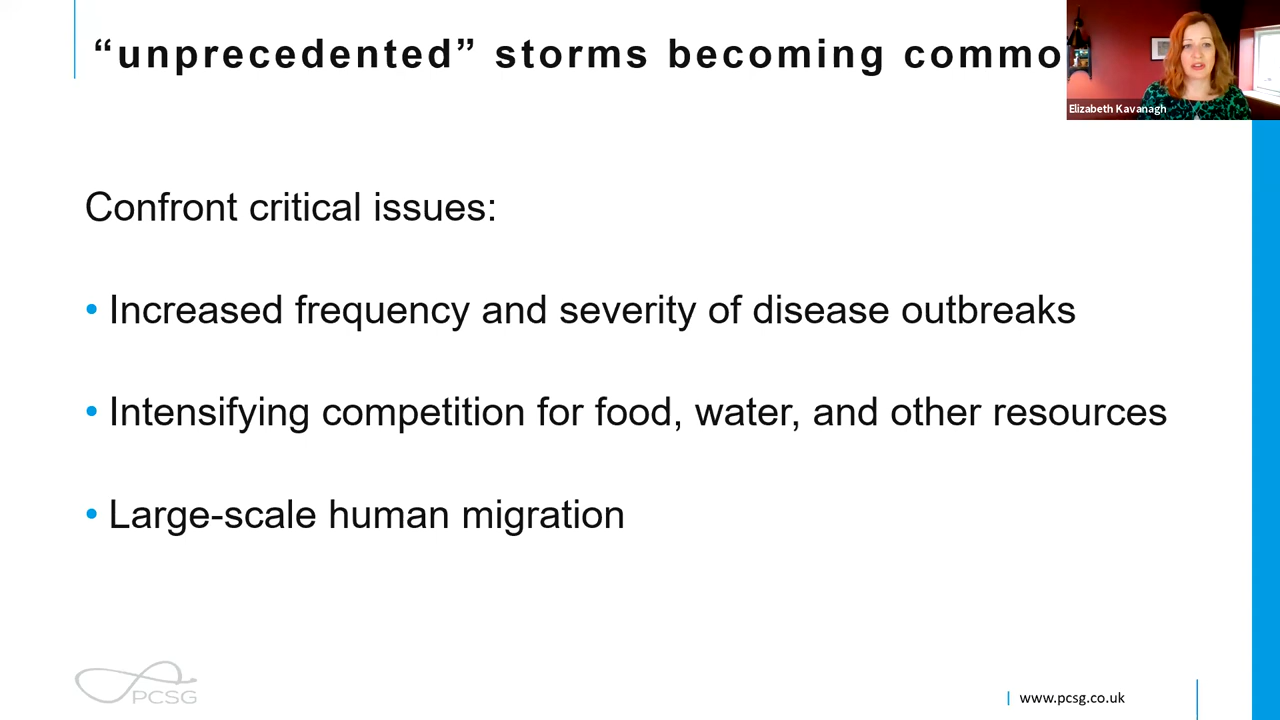 “unprecedented” storms becoming commo
Elizabeth Kavanagh
Confront critical issues:
• Increased frequency and severity of disease outbreaks
• Intensifying competition for food, water, and other resources
• Large-scale human migration
PCSG
www.pcsg.co.uk